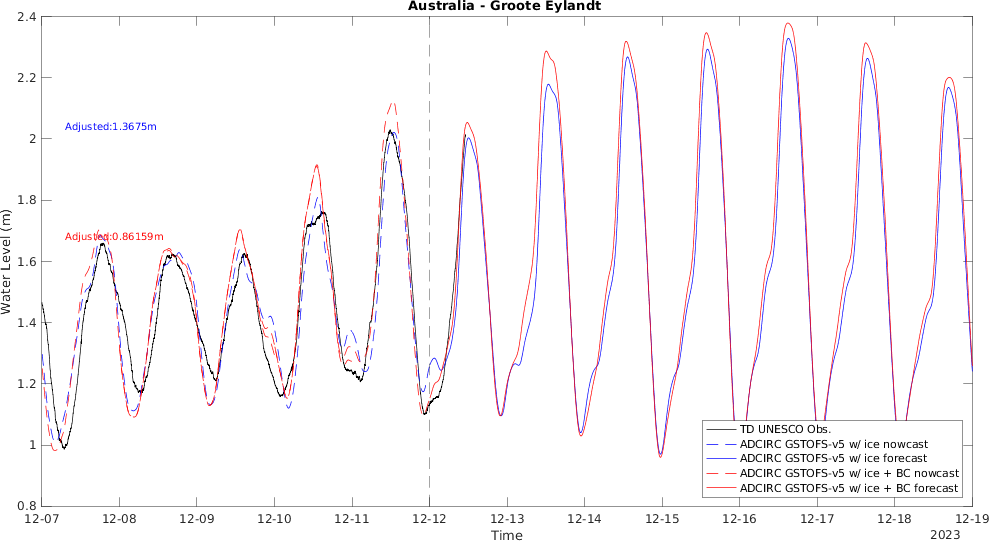 Australia - Groote Eylandt
2.4
2.2
2
1.8
1.6
1.4
1.2
1
0.8
Water Level (m)
Adjusted:1.3675m
Adjusted:0.86159m
TD UNESCO Obs.
ADCIRC GSTOFS-v5 w/ ice nowcast
ADCIRC GSTOFS-v5 w/ ice forecast
ADCIRC GSTOFS-v5 w/ ice + BC nowcast
ADCIRC GSTOFS-v5 w/ ice + BC forecast
12-07 12-08 12-09 12-10 12-11 12-12 12-13 12-14 12-15 12-16 12-17 12-18 12-19
Time
2023